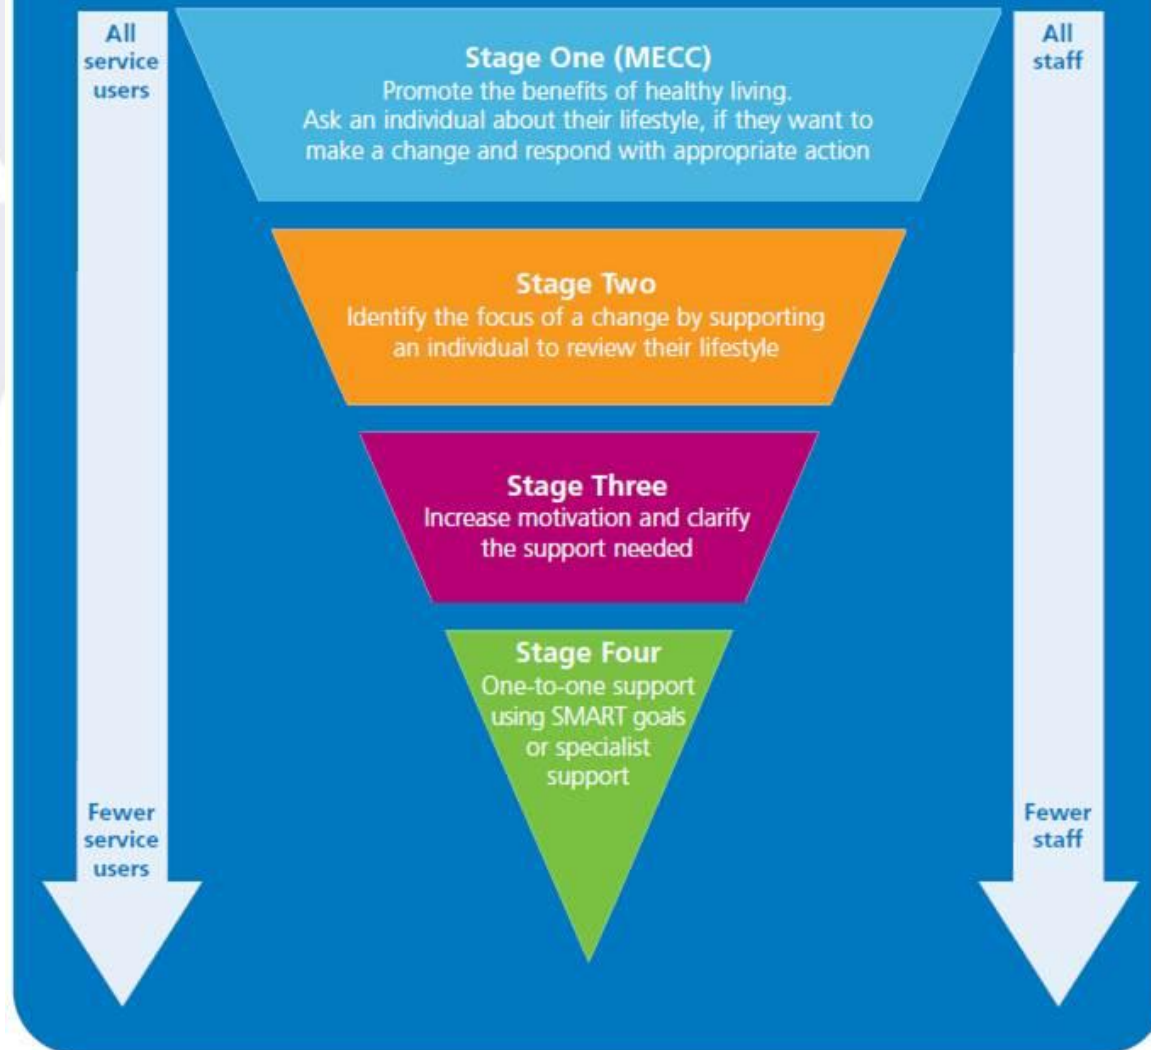 All
service
users
Stage One (MECC)
Promote the benefits of healthy living.
Ask an individual about their lifestyle, if they want to
make a change and respond with appropriate action
All
staff
Stage Two
Identify the focus of a change by supporting
an individual to review their lifestyle
Stage Three
Increase motivation and clarify
the support needed
Stage Four
One-to-one support
using SMART goals
or specialist
support
Fewer
service
users
Fewer
staff